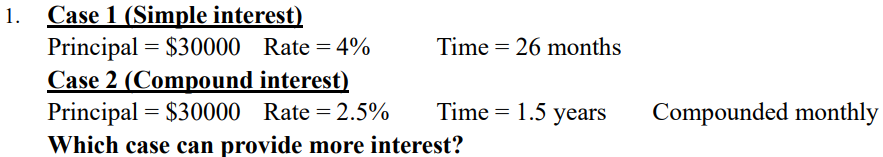 1. Case 1 (Simple interest)
Principal = $30000 Rate = 4% Time = 26 months
Case 2 (Compound interest)
Principal = $30000 Rate = 2.5% Time = 1.5 years Compounded monthly
Which case can provide more interest?